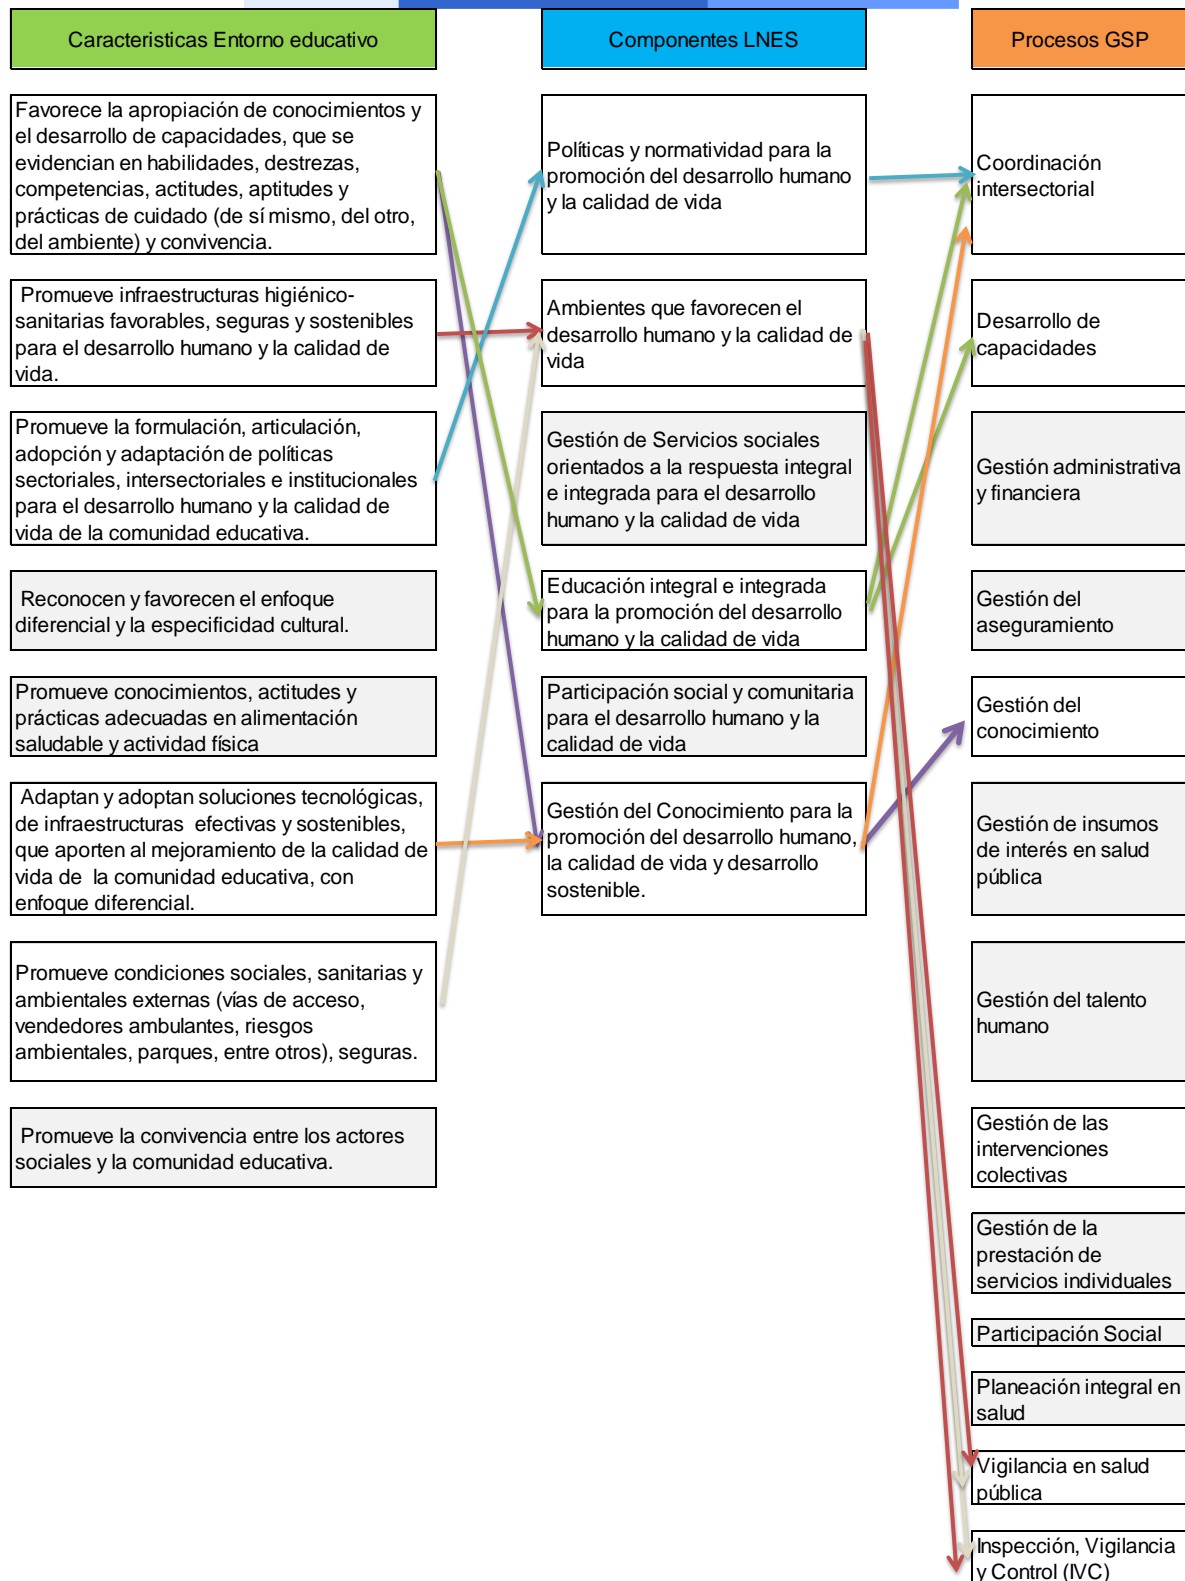 Caracteristicas Entorno educativo
Favorece la apropiación de conocimientos y
el desarrollo de capacidades, que se
evidencian en habilidades, destrezas,
competencias, actitudes, aptitudes y
prácticas de cuidado (de sí mismo, del otro,
del ambiente) y convivencia.
Promueve infraestructuras higiénico-
sanitarias favorables, seguras y sostenibles
para el desarrollo humano y la calidad de
vida.
Promueve la formulación, articulación,
adopción y adaptación de políticas
sectoriales, intersectoriales e institucionales
para el desarrollo humano y la calidad de
vida de la comunidad educativa.
Reconocen y favorecen el enfoque
diferencial y la especificidad cultural.
Promueve conocimientos, actitudes y
prácticas adecuadas en alimentación
saludable y actividad física
Adaptan y adoptan soluciones tecnológicas,
de infraestructuras efectivas y sostenibles,
que aporten al mejoramiento de la calidad de
vida de la comunidad educativa, con
enfoque diferencial.
Promueve condiciones sociales, sanitarias y
ambientales externas (vías de acceso,
vendedores ambulantes, riesgos
ambientales, parques, entre otros), seguras.
Promueve la convivencia entre los actores
sociales y la comunidad educativa.
Componentes LNES
Políticas y normatividad para la
promoción del desarrollo humano
y la calidad de vida
Ambientes que favorecen el
desarrollo humano y la calidad de
vida
Gestión de Servicios sociales
orientados a la respuesta integral
e integrada para el desarrollo
humano y la calidad de vida
Educación integral e integrada
para la promoción del desarrollo
humano y la calidad de vida
Participación social y comunitaria
para el desarrollo humano y la
calidad de vida
Gestión del Conocimiento para la
promoción del desarrollo humano,
la calidad de vida y desarrollo
sostenible.
Procesos GSP
Coordinación
intersectorial
Desarrollo de
capacidades
Gestión administrativa
y financiera
Gestión del
aseguramiento
Gestión del
conocimiento
Gestión de insumos
de interés en salud
pública
Gestión del talento
humano
Gestión de las
intervenciones
colectivas
Gestión de la
prestación de
servicios individuales
Participación Social
Planeación integral en
salud
Vigilancia en salud
pública
Inspección, Vigilancia
y Control (IVC)